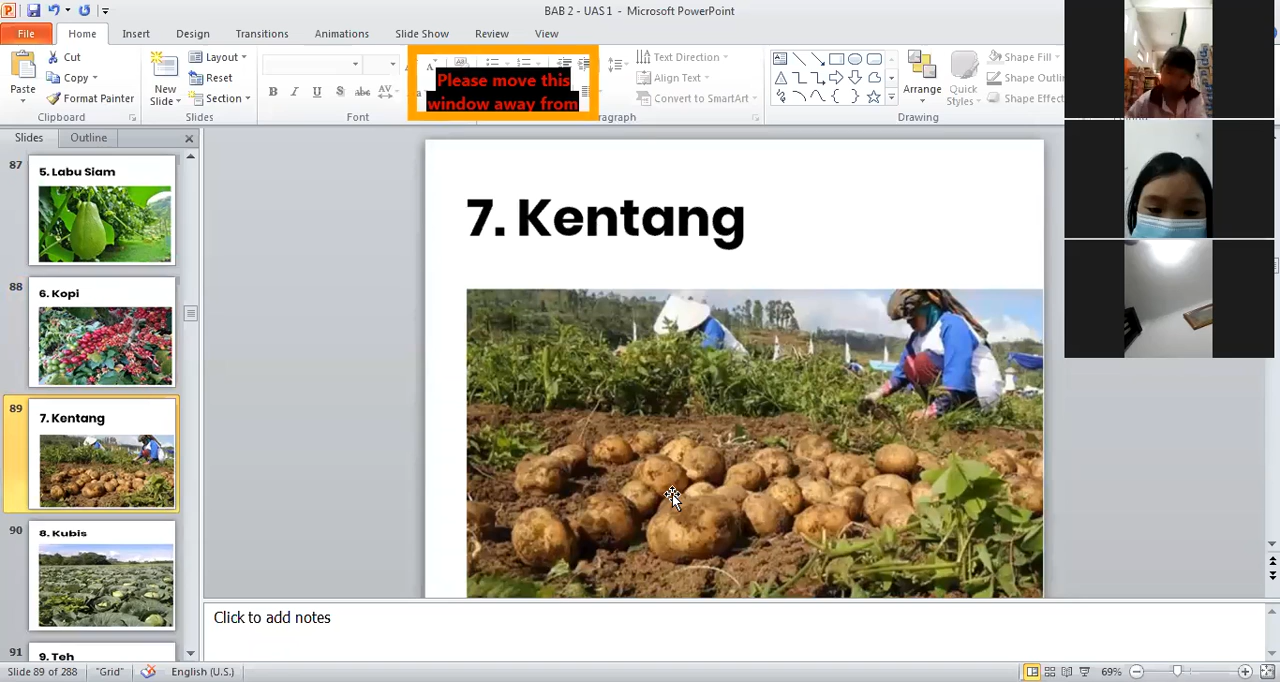 BAB 2 - UAS 1 - Microsoft PowerPoint
File Home Insert Design Transitions Animations Slide Show Review View
Paste
Cut
Copy
Format Painter
Clipboard
New Slide
Layout
Reset
Section
Slides
B I U S abc AV
Font
Please move this
window away from
Text Direction
Align Text
Convert to SmartArt
Paragraph
Arrange
Quick Styles
Shape Fill
Shape Outli
Shape Effec
Drawing
Slides Outline
87
5. Labu Siam
88
6. Kopi
89
7. Kentang
90
8. Kubis
91
9. Teh
7. Kentang
Click to add notes
Slide 89 of 288 "Grid" English (U.S.) 69%